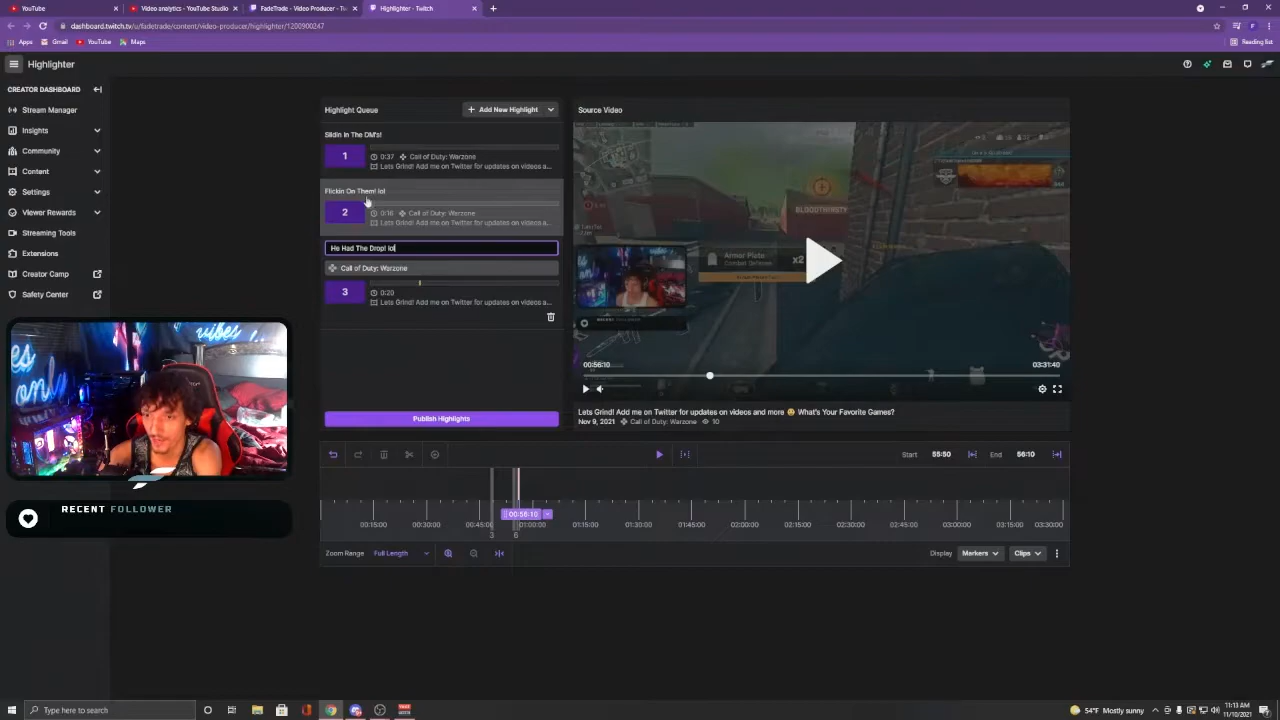 YouTube
Video analytics - YouTube Studio
FadeTrade - Video Producer - Tw
Highlighter - Twitch
dashboard.twitch.tv/u/fadetrade/content/video-producer/highlighter/1200900247
Apps
Gmail
YouTube
Maps
Reading list
Highlighter
CREATOR DASHBOARD
Stream Manager
Insights
Community
Content
Settings
Viewer Rewards
Streaming Tools
Extensions
Creator Camp
Safety Center
vibes
only
RECENT FOLLOWER
Highlight Queue
Add New Highlight
Slidin In The DM's!
1
0:37 Call of Duty: Warzone
Lets Grind! Add me on Twitter for updates on videos a...
Flickin On Them! lol
2
0:16 Call of Duty: Warzone
Lets Grind! Add me on Twitter for updates on videos a...
He Had The Drop! lol
Call of Duty: Warzone
3
0:20
Lets Grind! Add me on Twitter for updates on videos a...
Publish Highlights
Source Video
BLOODTHIRSTY
Armor Plate
x2
00:56:10
03:31:40
Lets Grind! Add me on Twitter for updates on videos and more 😀 What's Your Favorite Games?
Nov 9, 2021 Call of Duty: Warzone 10
Start 55:50 End 56:10
00:56:10
00:15:00 00:30:00 00:45:00 01:00:00 01:15:00 01:30:00 01:45:00 02:00:00 02:15:00 02:30:00 02:45:00 03:00:00 03:15:00 03:30:00
3 6
Zoom Range Full Length
Display Markers Clips
Type here to search
54°F Mostly sunny
11:13 AM
11/10/2021